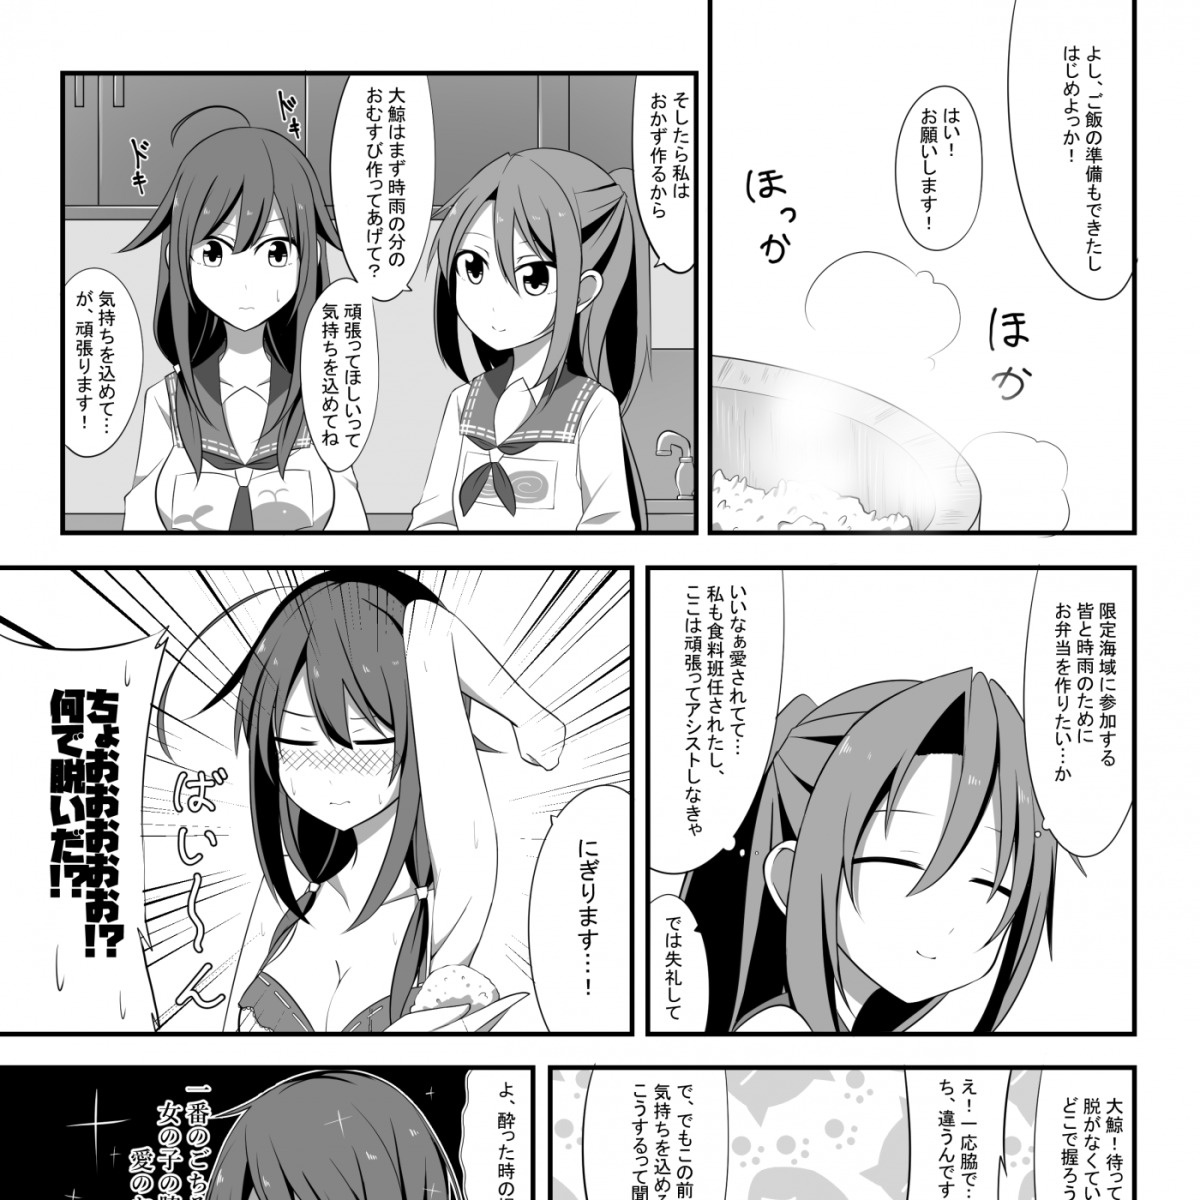 よし、ご飯の準備もできたし
はじめよっか！
はい！
お願いします！
ほっか
ほか
そしたら私は
おかず作るから
大鯨はまず時雨の分の
おむすび作ってあげて？
頑張ってほしいって
気持ちを込めてね
ドキ
ドキ
気持ちを込めて…
が、頑張ります！
限定海域に参加する
皆と時雨のために
お弁当を作りたい…か
いいなぁ愛されてて…
私も食料班任されたし、
ここは頑張ってアシストしなきゃ
では失礼して
にぎります…！
ばい～ん
ちょおおおおおお!?
何で脱いだ!?
大鯨！待って
脱がなくてい
どこで握ろう
え！一応脇で…
ち、違うんです
で、でもこの前
気持ちを込める
こうするって聞
よ、酔った時の
一番のごち
女の子の
愛の